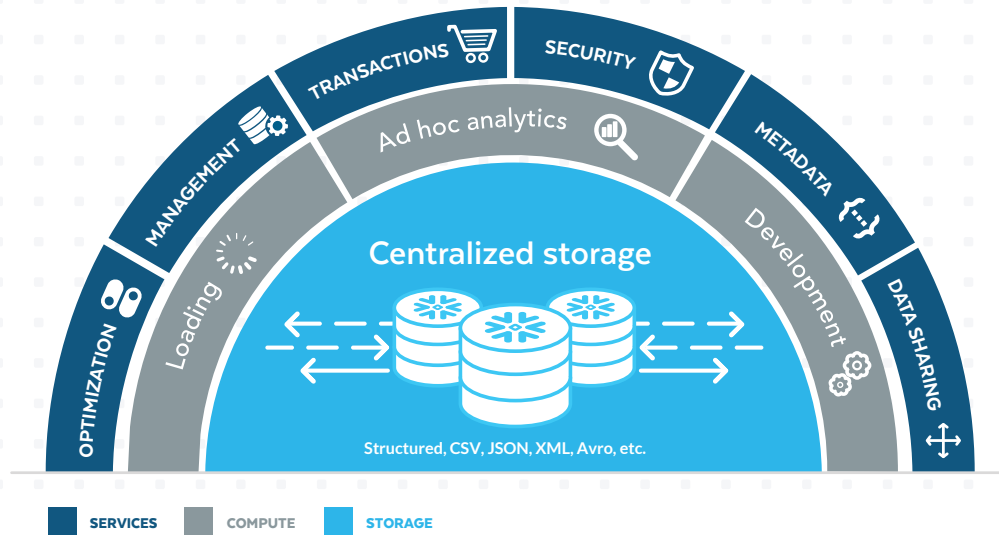 OPTIMIZATION
MANAGEMENT
TRANSACTIONS
SECURITY
METADATA
DATA SHARING
Loading
Ad hoc analytics
Development
Centralized storage
Structured, CSV, JSON, XML, Avro, etc.
SERVICES
COMPUTE
STORAGE